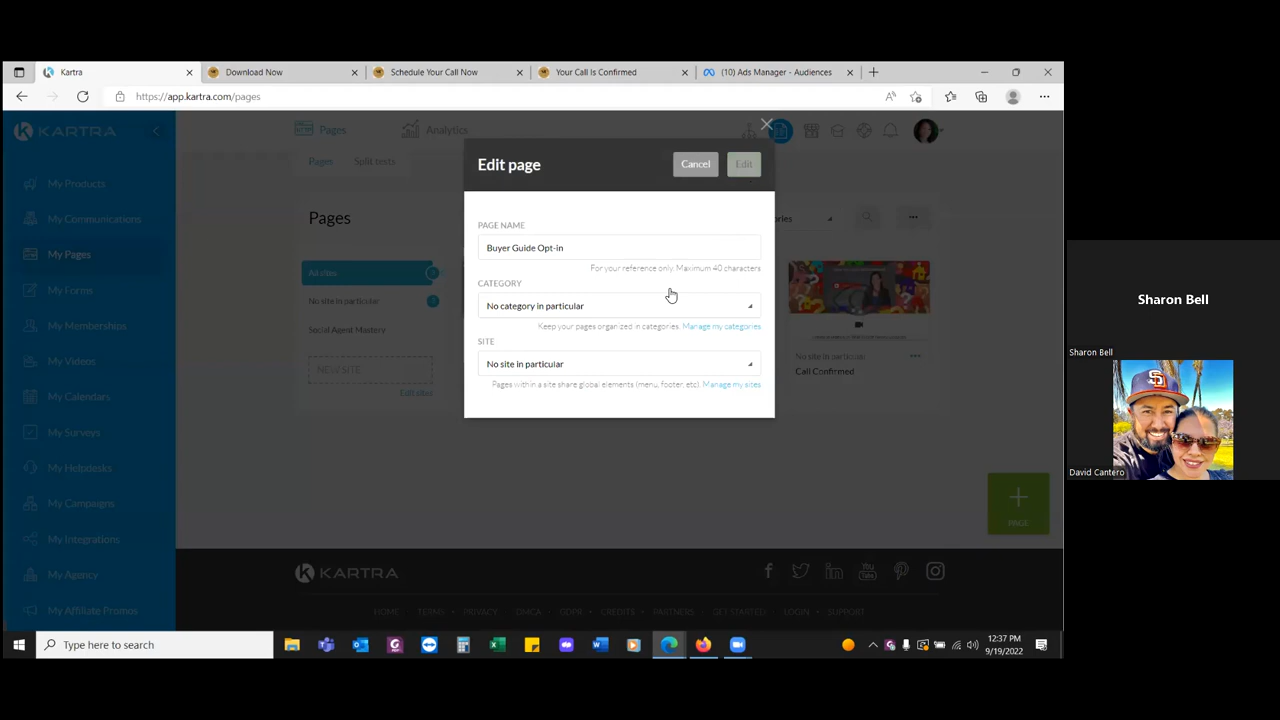 Kartra
Download Now
Schedule Your Call Now
Your Call Is Confirmed
(10) Ads Manager - Audiences
https://app.kartra.com/pages
KARTRA
Pages
Analytics
My Products
My Communications
My Pages
My Forms
My Memberships
My Videos
My Calendars
My Surveys
My Helpdesks
My Campaigns
My Integrations
My Agency
My Affiliate Promos
Pages
Split tests
Pages
All sites
No site in particular
Social Agent Mastery
NEW SITE
Edit sites
Edit page
Cancel
Edit
PAGE NAME
Buyer Guide Opt-in
For your reference only. Maximum 40 characters
CATEGORY
No category in particular
Keep your pages organized in categories. Manage my categories
SITE
No site in particular
Pages within a site share global elements (menu, footer, etc). Manage my sites
No site in particular
Call Confirmed
PAGE
KARTRA
HOME
TERMS
PRIVACY
DMCA
GDPR
CREDITS
PARTNERS
GET STARTED
LOGIN
SUPPORT
Type here to search
12:37 PM
9/19/2022
Sharon Bell
Sharon Bell
David Cantero